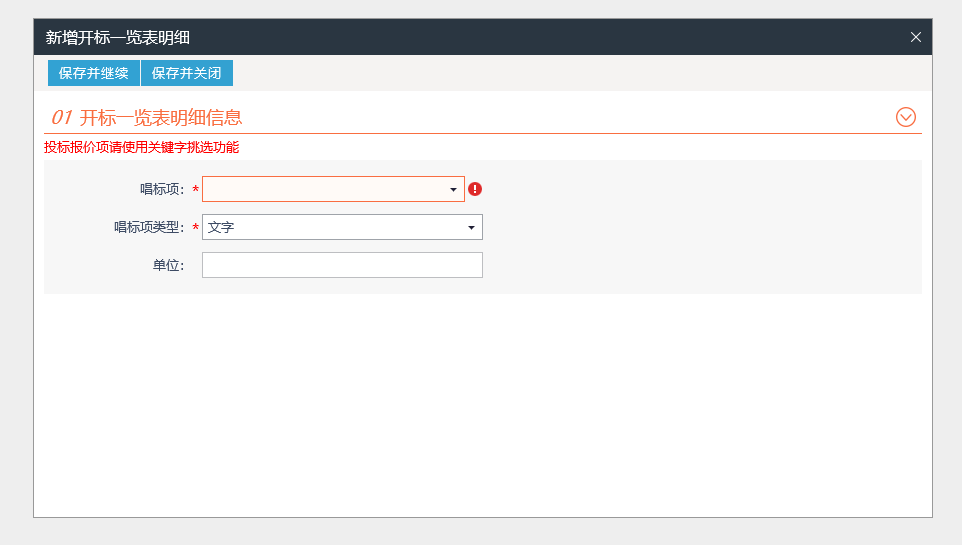 新增开标一览表明细
保存并继续 保存并关闭
01 开标一览表明细信息
投标报价项请使用关键字挑选功能
唱标项: *
唱标项类型: * 文字
单位: